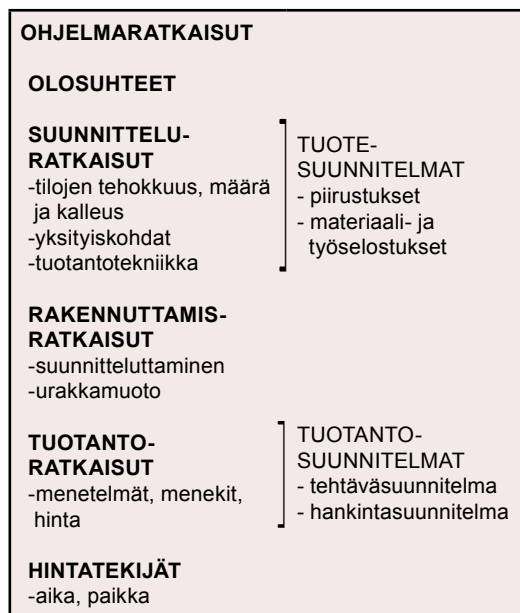 OHJELMARATKAISUT
OLOSUHTEET
SUUNNITTELU-
RATKAISUT
-tilojen tehokkuus, määrä
ja kalleus
-yksityiskohdat
-tuotantotekniikka
TUOTE-
SUUNNITELMAT
- piirustukset
- materiaali- ja
työselostukset
RAKENNUTTAMIS-
RATKAISUT
-suunnitteluttaminen
-urakkamuoto
TUOTANTO-
RATKAISUT
-menetelmät, menekit,
hinta
TUOTANTO-
SUUNNITELMAT
- tehtäväsuunnitelma
- hankintasuunnitelma
HINTATEKIJÄT
-aika, paikka